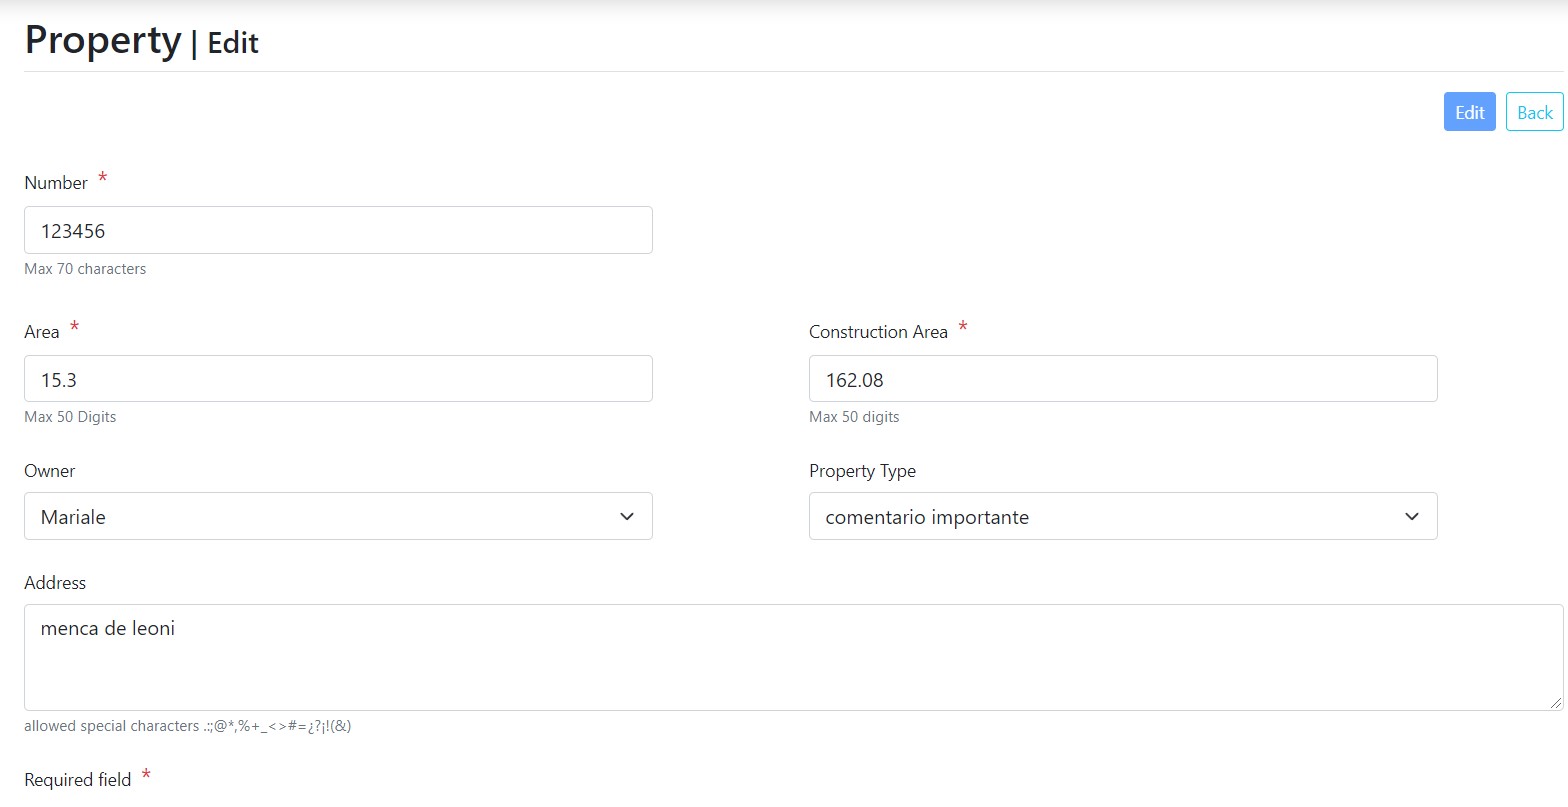 Property | Edit
Edit Back
Number *
123456
Max 70 characters
Area * Construction Area *
15.3 162.08
Max 50 Digits Max 50 digits
Owner Property Type
Mariale comentario importante
Address
menca de leoni
allowed special characters .:;@*,%+_<>#=¿?¡!(&)
Required field *